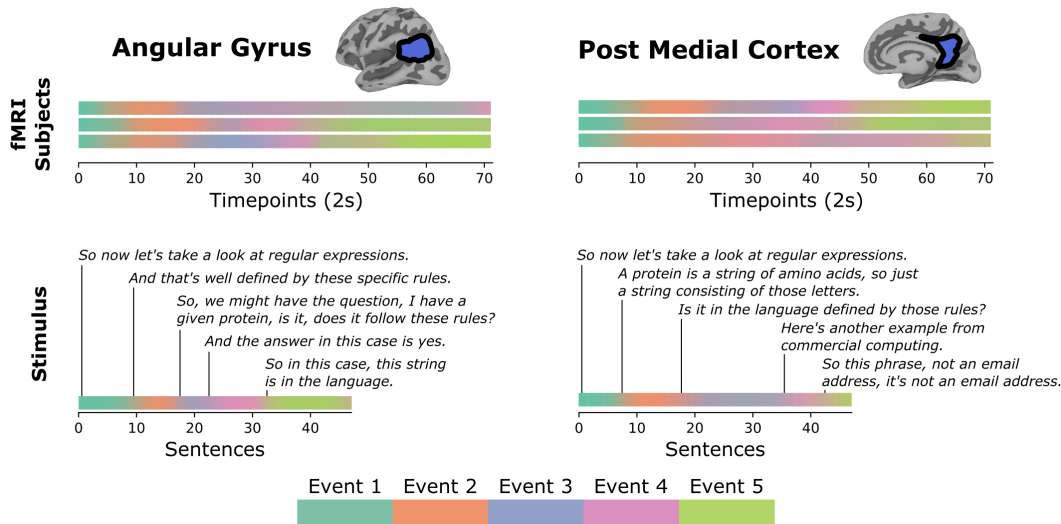 Angular Gyrus
Post Medial Cortex
fMRI
Subjects
0 10 20 30 40 50 60 70
Timepoints (2s)
0 10 20 30 40 50 60 70
Timepoints (2s)
Stimulus
So now let's take a look at regular expressions.
And that's well defined by these specific rules.
So, we might have the question, I have a
given protein, is it, does it follow these rules?
And the answer in this case is yes.
So in this case, this string
is in the language.
0 10 20 30 40
Sentences
So now let's take a look at regular expressions.
A protein is a string of amino acids, so just
a string consisting of those letters.
Is it in the language defined by those rules?
Here's another example from
commercial computing.
So this phrase, not an email
address, it's not an email address.
0 10 20 30 40
Sentences
Event 1 Event 2 Event 3 Event 4 Event 5